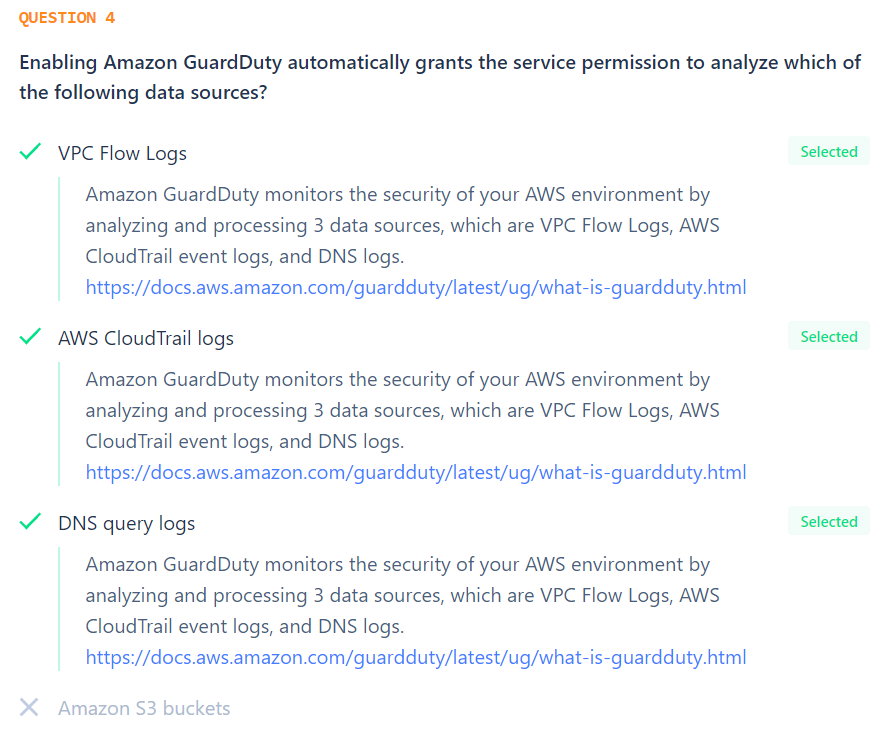 QUESTION 4
Enabling Amazon GuardDuty automatically grants the service permission to analyze which of
the following data sources?
VPC Flow Logs
Selected
Amazon GuardDuty monitors the security of your AWS environment by
analyzing and processing 3 data sources, which are VPC Flow Logs, AWS
CloudTrail event logs, and DNS logs.
https://docs.aws.amazon.com/guardduty/latest/ug/what-is-guardduty.html
AWS CloudTrail logs
Selected
Amazon GuardDuty monitors the security of your AWS environment by
analyzing and processing 3 data sources, which are VPC Flow Logs, AWS
CloudTrail event logs, and DNS logs.
https://docs.aws.amazon.com/guardduty/latest/ug/what-is-guardduty.html
DNS query logs
Selected
Amazon GuardDuty monitors the security of your AWS environment by
analyzing and processing 3 data sources, which are VPC Flow Logs, AWS
CloudTrail event logs, and DNS logs.
https://docs.aws.amazon.com/guardduty/latest/ug/what-is-guardduty.html
Amazon S3 buckets